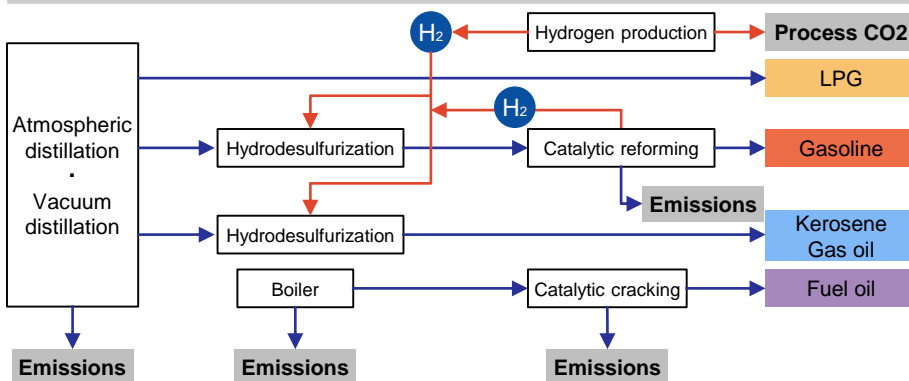 H2
Hydrogen production
Process CO2
LPG
Atmospheric
distillation
·
Vacuum
distillation
H2
Hydrodesulfurization
Catalytic reforming
Gasoline
Emissions
Hydrodesulfurization
Kerosene
Gas oil
Boiler
Catalytic cracking
Fuel oil
Emissions
Emissions
Emissions